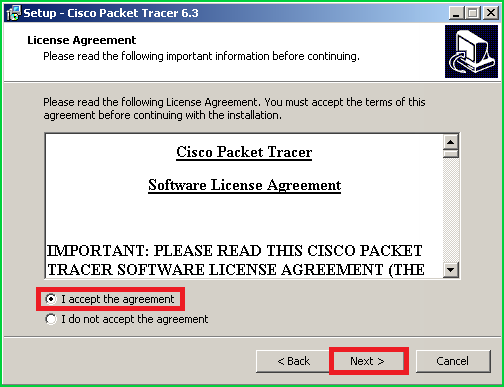 Setup - Cisco Packet Tracer 6.3
License Agreement
Please read the following important information before continuing.
Please read the following License Agreement. You must accept the terms of this
agreement before continuing with the installation.
Cisco Packet Tracer
Software License Agreement
IMPORTANT: PLEASE READ THIS CISCO PACKET
TRACER SOFTWARE LICENSE AGREEMENT (THE
I accept the agreement
I do not accept the agreement
< Back
Next >
Cancel